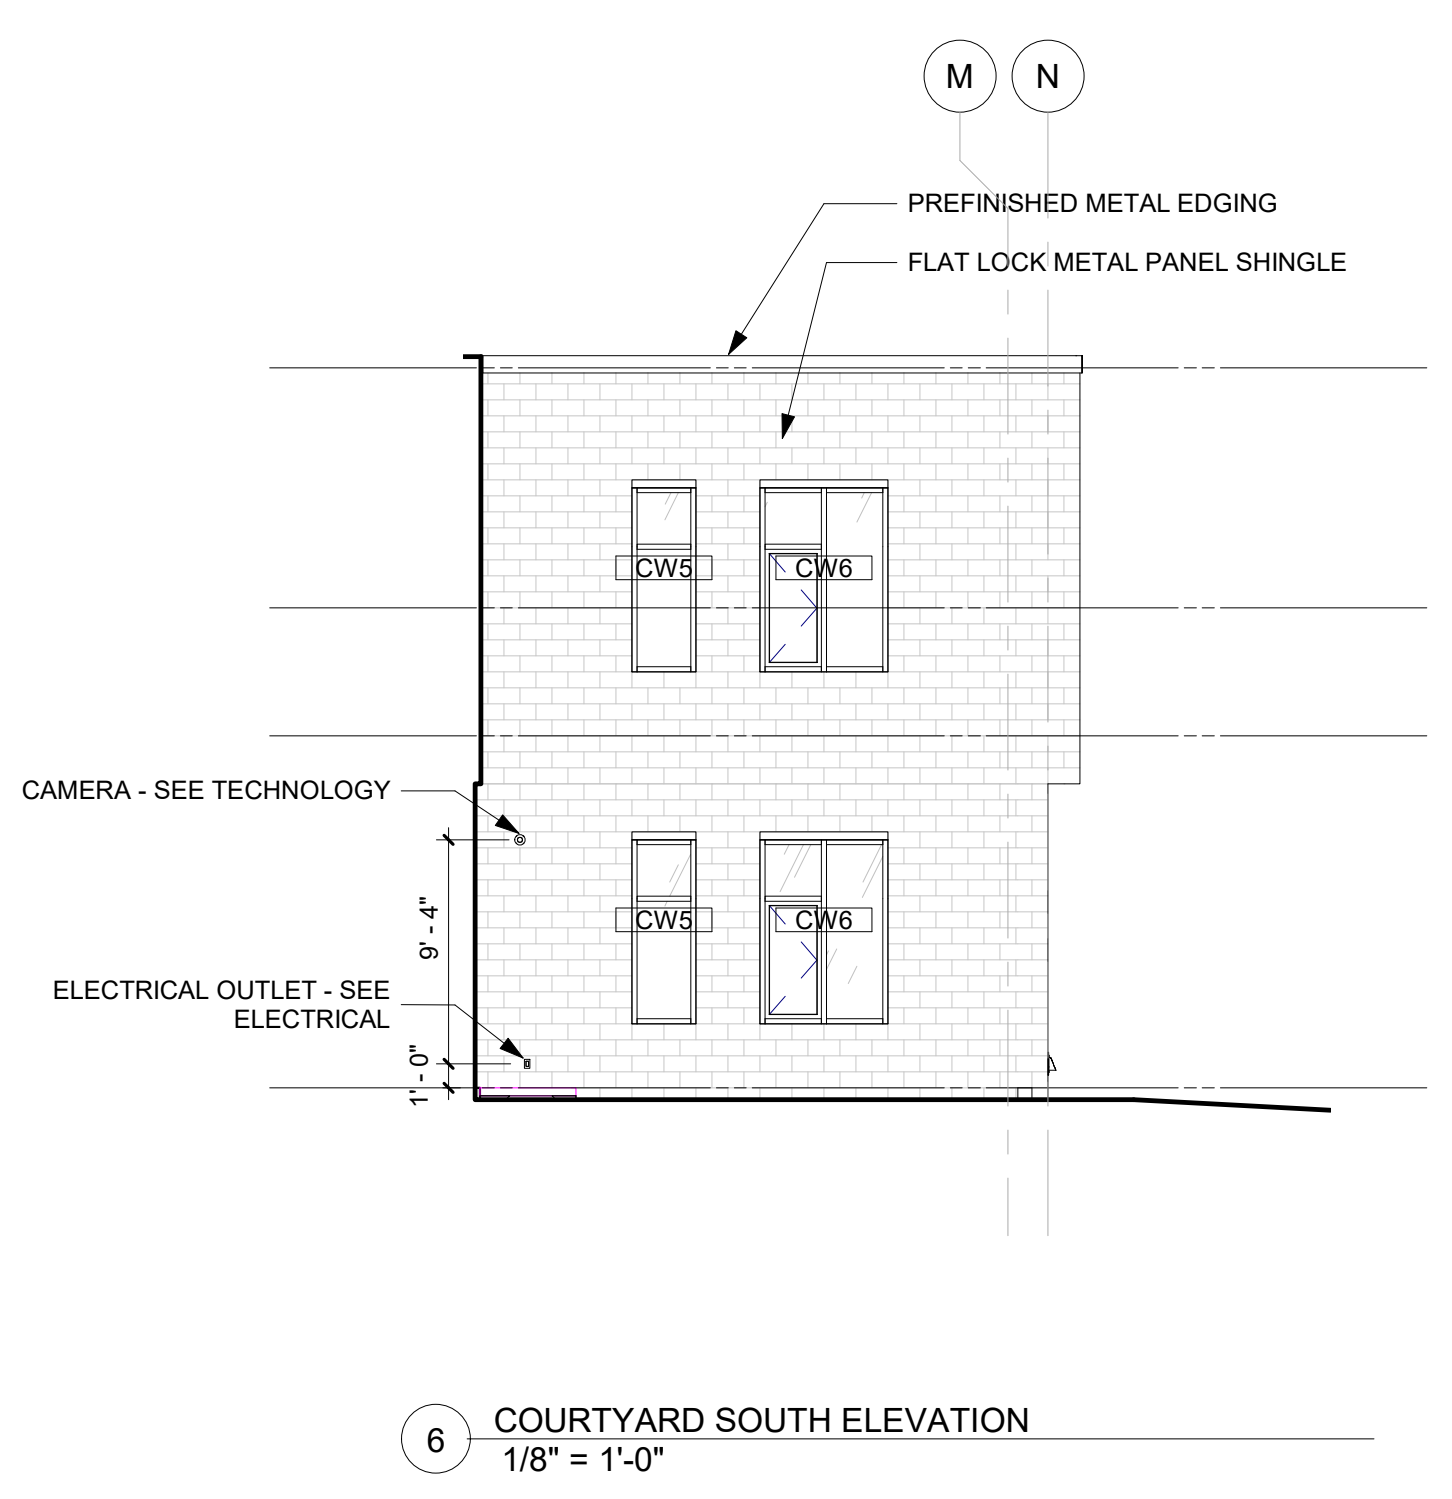 M
N
PREFINISHED METAL EDGING
FLAT LOCK METAL PANEL SHINGLE
CW5
CW6
CAMERA - SEE TECHNOLOGY
9' - 4"
CW5
CW6
ELECTRICAL OUTLET - SEE
ELECTRICAL
1' - 0"
6
COURTYARD SOUTH ELEVATION
1/8" = 1'-0"